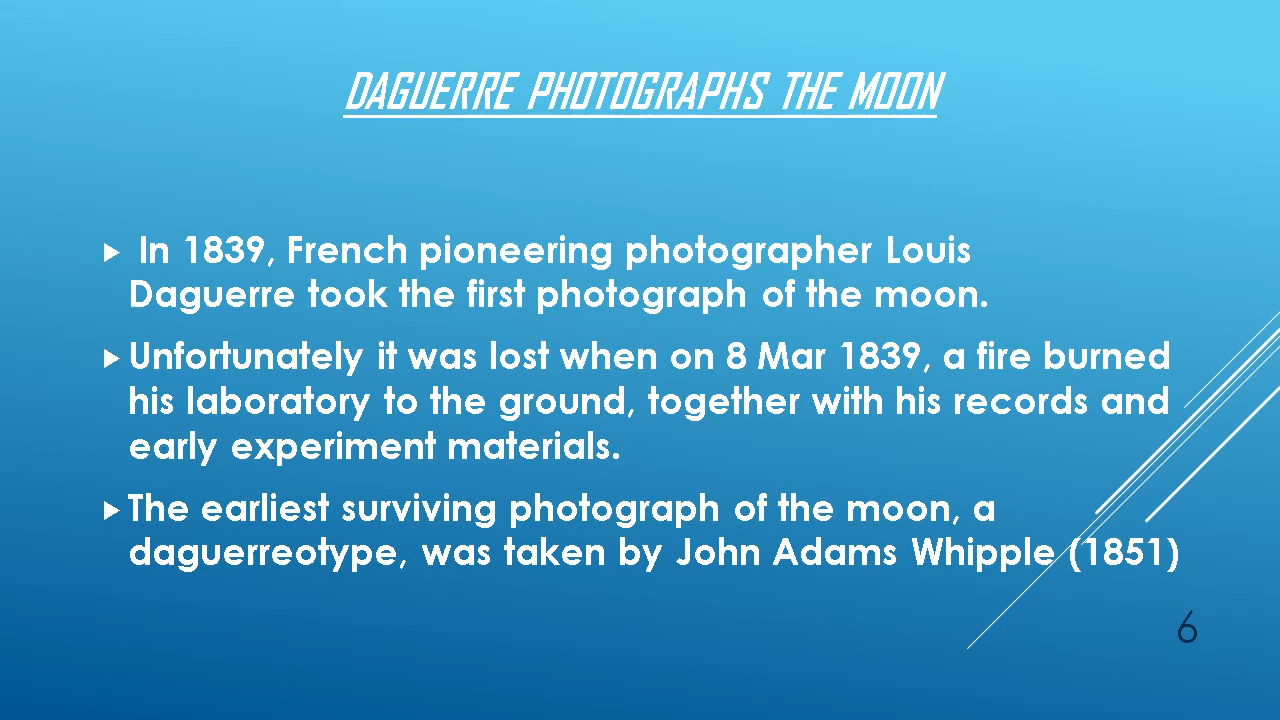 DAGUERRE PHOTOGRAPHS THE MOON
In 1839, French pioneering photographer Louis
Daguerre took the first photograph of the moon.
Unfortunately it was lost when on 8 Mar 1839, a fire burned
his laboratory to the ground, together with his records and
early experiment materials.
The earliest surviving photograph of the moon, a
daguerreotype, was taken by John Adams Whipple (1851)
6